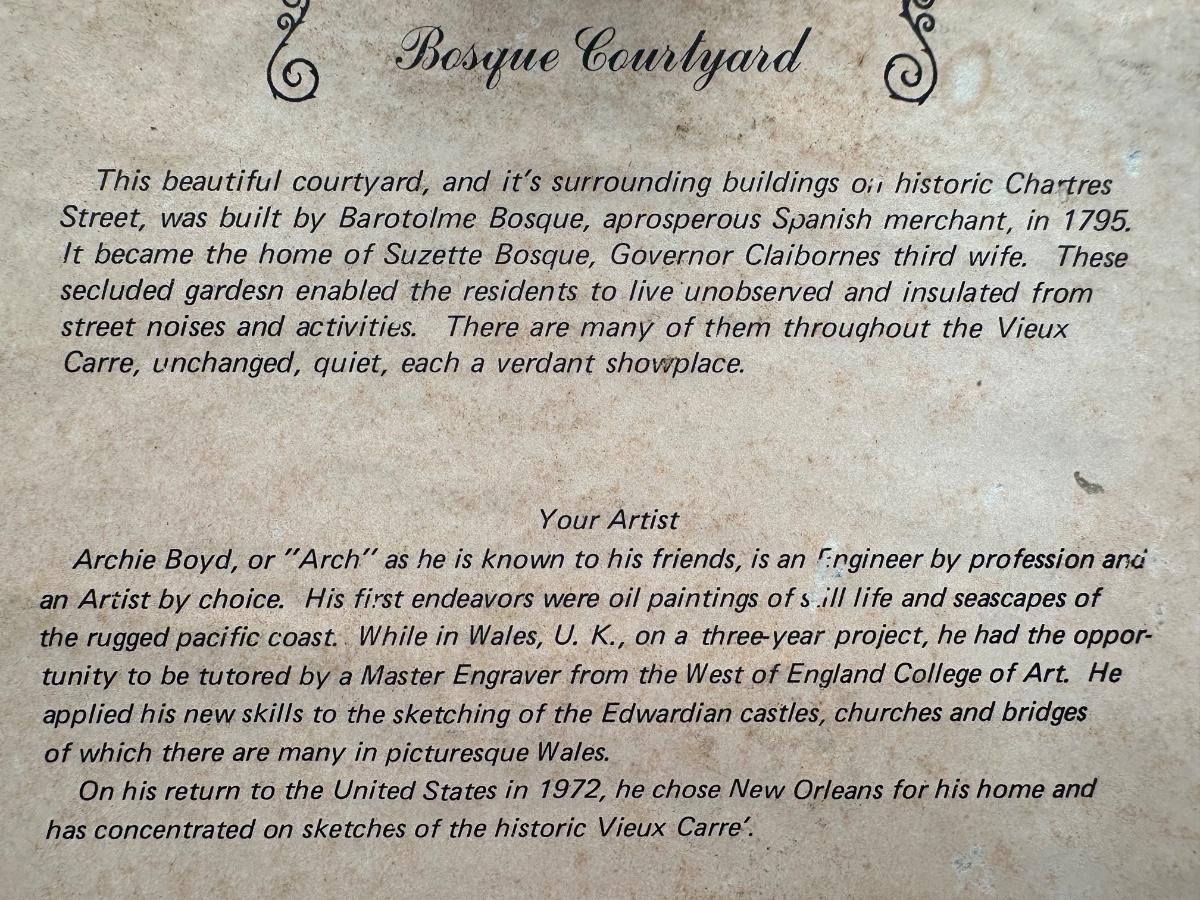 Bosque Courtyard
This beautiful courtyard, and it's surrounding buildings on historic Chartres
Street, was built by Barotolme Bosque, aprosperous Spanish merchant, in 1795.
It became the home of Suzette Bosque, Governor Claibornes third wife. These
secluded gardesn enabled the residents to live unobserved and insulated from
street noises and activities. There are many of them throughout the Vieux
Carre, unchanged, quiet, each a verdant showplace.
Your Artist
Archie Boyd, or "Arch" as he is known to his friends, is an Engineer by profession and
an Artist by choice. His first endeavors were oil paintings of still life and seascapes of
the rugged pacific coast. While in Wales, U. K., on a three-year project, he had the oppor-
tunity to be tutored by a Master Engraver from the West of England College of Art. He
applied his new skills to the sketching of the Edwardian castles, churches and bridges
of which there are many in picturesque Wales.
On his return to the United States in 1972, he chose New Orleans for his home and
has concentrated on sketches of the historic Vieux Carre'.